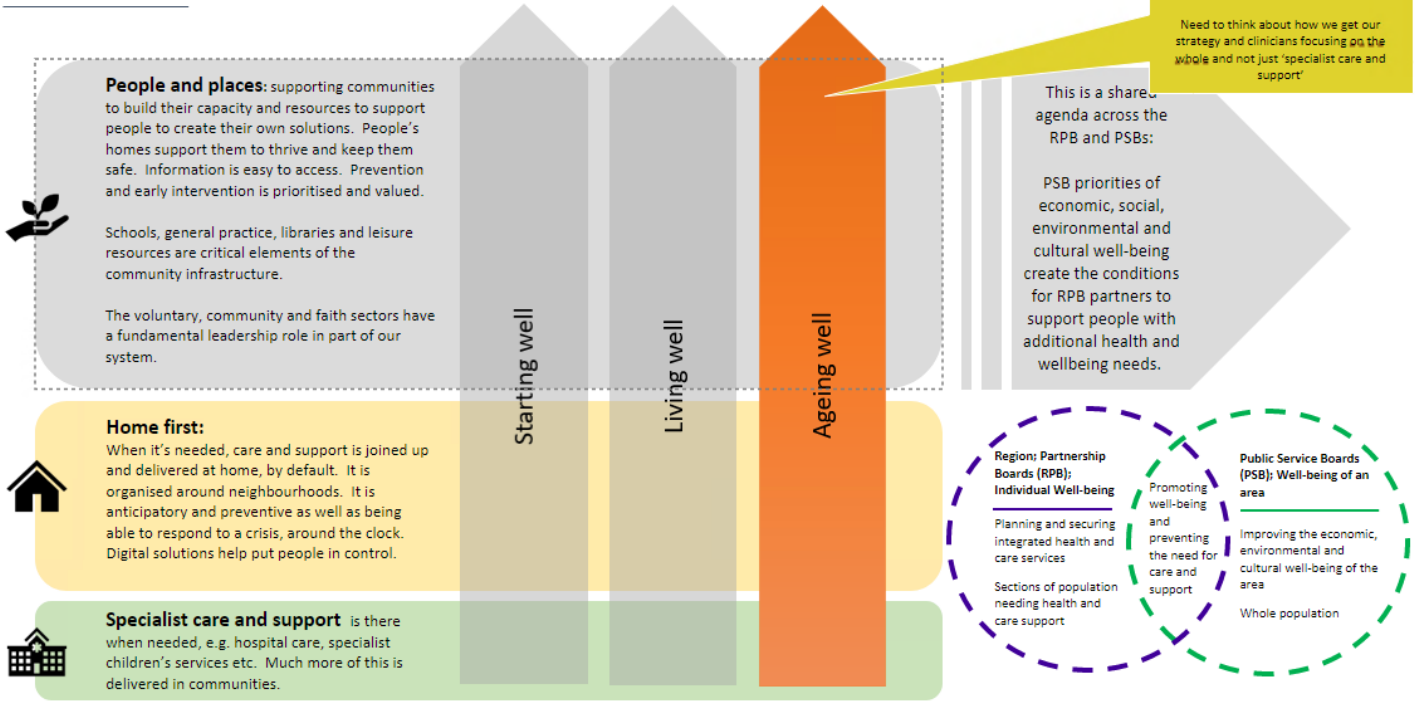 People and places: supporting communities
to build their capacity and resources to support
people to create their own solutions. People's
homes support them to thrive and keep them
safe. Information is easy to access. Prevention
and early intervention is prioritised and valued.
Schools, general practice, libraries and leisure
resources are critical elements of the
community infrastructure.
The voluntary, community and faith sectors have
a fundamental leadership role in part of our
system.
Home first:
When it's needed, care and support is joined up
and delivered at home, by default. It is
organised around neighbourhoods. It is
anticipatory and preventive as well as being
able to respond to a crisis, around the clock.
Digital solutions help put people in control.
Specialist care and support is there
when needed, e.g. hospital care, specialist
children's services etc. Much more of this is
delivered in communities.
Starting well
Living well
Ageing well
Need to think about how we get our
strategy and clinicians focusing on the
whole and not just 'specialist care and
support'
This is a shared
agenda across the
RPB and PSBs:
PSB priorities of
economic, social,
environmental and
cultural well-being
create the conditions
for RPB partners to
support people with
additional health and
wellbeing needs.
Region; Partnership
Boards (RPB);
Individual Well-being
Planning and securing
integrated health and
care services
Sections of population
needing health and
care support
Promoting
well-being
and
preventing
the need for
care and
support
Public Service Boards
(PSB); Well-being of an
area
Improving the economic,
environmental and
cultural well-being of the
area
Whole population